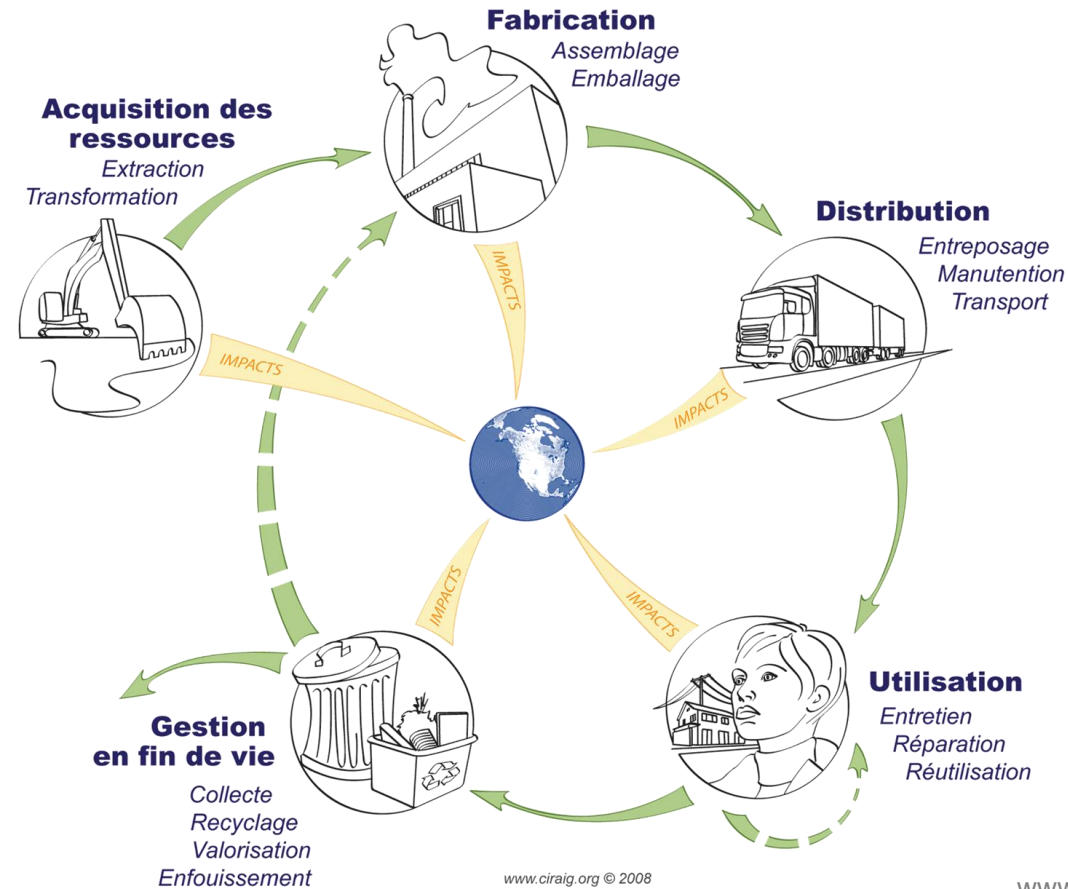 Fabrication
Assemblage
Emballage
Acquisition des
ressources
Extraction
Transformation
Distribution
Entreposage
Manutention
Transport
IMPACTS
IMPACTS
IMPACTS
IMPACTS
IMPACTS
Utilisation
Entretien
Réparation
Réutilisation
Gestion
en fin de vie
Collecte
Recyclage
Valorisation
Enfouissement
www.ciraig.org © 2008